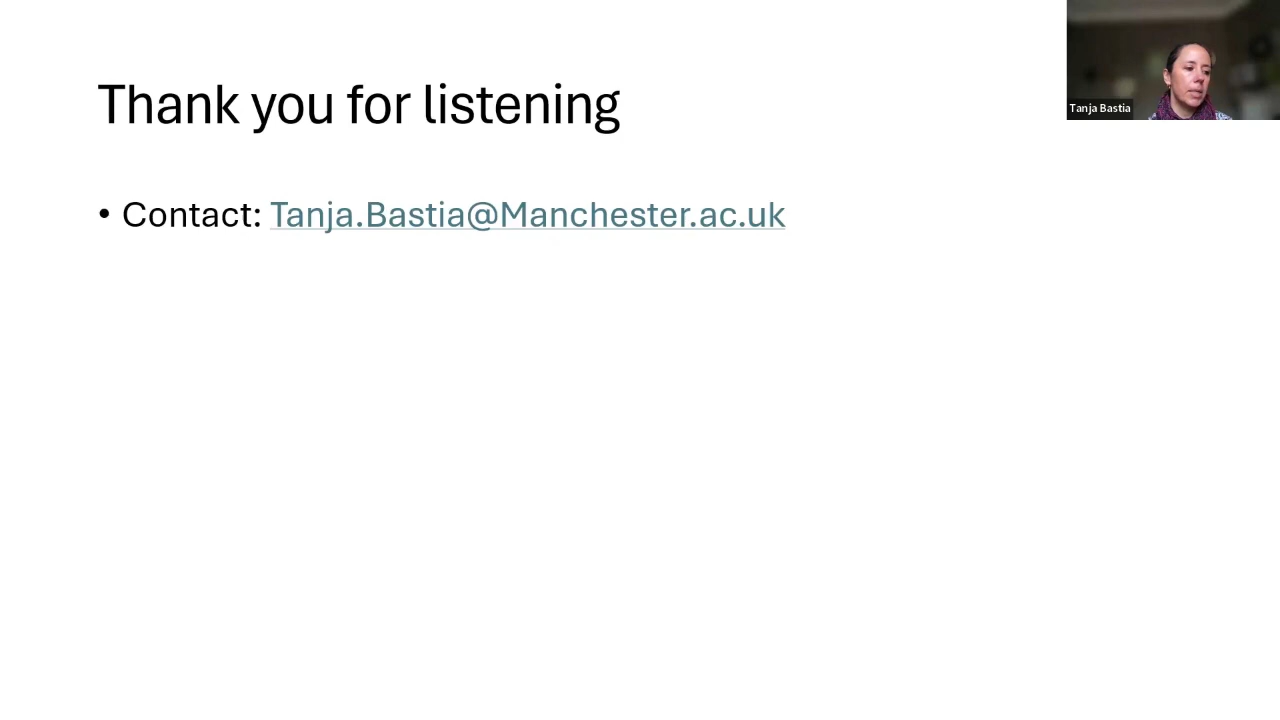 Thank you for listening
• Contact: Tanja.Bastia@Manchester.ac.uk
Tanja Bastia